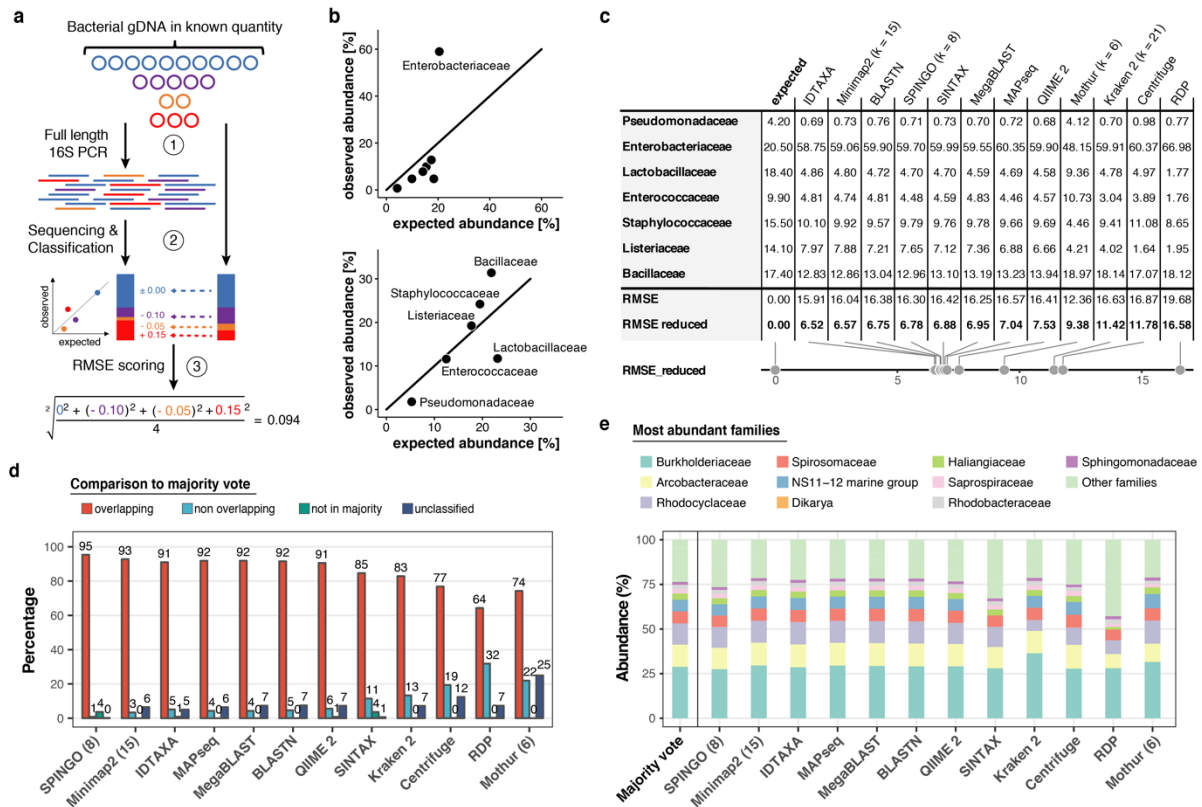 a
Bacterial gDNA in known quantity
Full length
16S PCR
1
Sequencing &
Classification
2
observed
expected
± 0.00
- 0.10
- 0.05
+ 0.15
RMSE scoring
3
2 0² + (- 0.10)² + (- 0.05)² + 0.15 ²
4
= 0.094
b
observed abundance [%]
60
40
20
0
Enterobacteriaceae
0 20 40 60
expected abundance [%]
observed abundance [%]
30
20
10
0
Bacillaceae
Staphylococcaceae
Listeriaceae
Lactobacillaceae
Enterococcaceae
Pseudomonadaceae
0 10 20 30
expected abundance [%]
c
expected IDTAXA Minimap2 (k = 15) BLASTN SPINGO (k = 8) SINTAX MegaBLAST MAPseq QIIME 2 Mothur (k = 6) Kraken 2 (k = 21) Centrifuge RDP
Pseudomonadaceae 4.20 0.69 0.73 0.76 0.71 0.73 0.70 0.72 0.68 4.12 0.70 0.98 0.77
Enterobacteriaceae 20.50 58.75 59.06 59.90 59.70 59.99 59.55 60.35 59.90 48.15 59.91 60.37 66.98
Lactobacillaceae 18.40 4.86 4.80 4.72 4.70 4.70 4.59 4.69 4.58 9.36 4.78 4.97 1.77
Enterococcaceae 9.90 4.81 4.74 4.81 4.48 4.59 4.83 4.46 4.57 10.73 3.04 3.89 1.76
Staphylococcaceae 15.50 10.10 9.92 9.57 9.79 9.76 9.78 9.66 9.69 4.46 9.41 11.08 8.65
Listeriaceae 14.10 7.97 7.88 7.21 7.65 7.12 7.36 6.88 6.66 4.21 4.02 1.64 1.95
Bacillaceae 17.40 12.83 12.86 13.04 12.96 13.10 13.19 13.23 13.94 18.97 18.14 17.07 18.12
RMSE 0.00 15.91 16.04 16.38 16.30 16.42 16.25 16.57 16.41 12.36 16.63 16.87 19.68
RMSE reduced 0.00 6.52 6.57 6.75 6.78 6.88 6.95 7.04 7.53 9.38 11.42 11.78 16.58
RMSE_reduced
0 5 10 15
d
Comparison to majority vote
overlapping non overlapping not in majority unclassified
Percentage
100
80
60
40
20
0
95 1 4 0
93 3 0 6
91 5 1 5
92 4 0 6
92 4 0 7
92 5 0 7
91 6 1 7
85 11 4 1
83 13 0 7
77 19 0 12
64 32 0 7
74 22 0 25
SPINGO (8) Minimap2 (15) IDTAXA MAPseq MegaBLAST BLASTN QIIME 2 SINTAX Kraken 2 Centrifuge RDP Mothur (6)
e
Most abundant families
Burkholderiaceae Spirosomaceae Haliangiaceae Sphingomonadaceae
Arcobacteraceae NS11−12 marine group Saprospiraceae Other families
Rhodocyclaceae Dikarya Rhodobacteraceae
Abundance (%)
100
75
50
25
0
Majority vote SPINGO (8) Minimap2 (15) IDTAXA MAPseq MegaBLAST BLASTN QIIME 2 SINTAX Kraken 2 Centrifuge RDP Mothur (6)